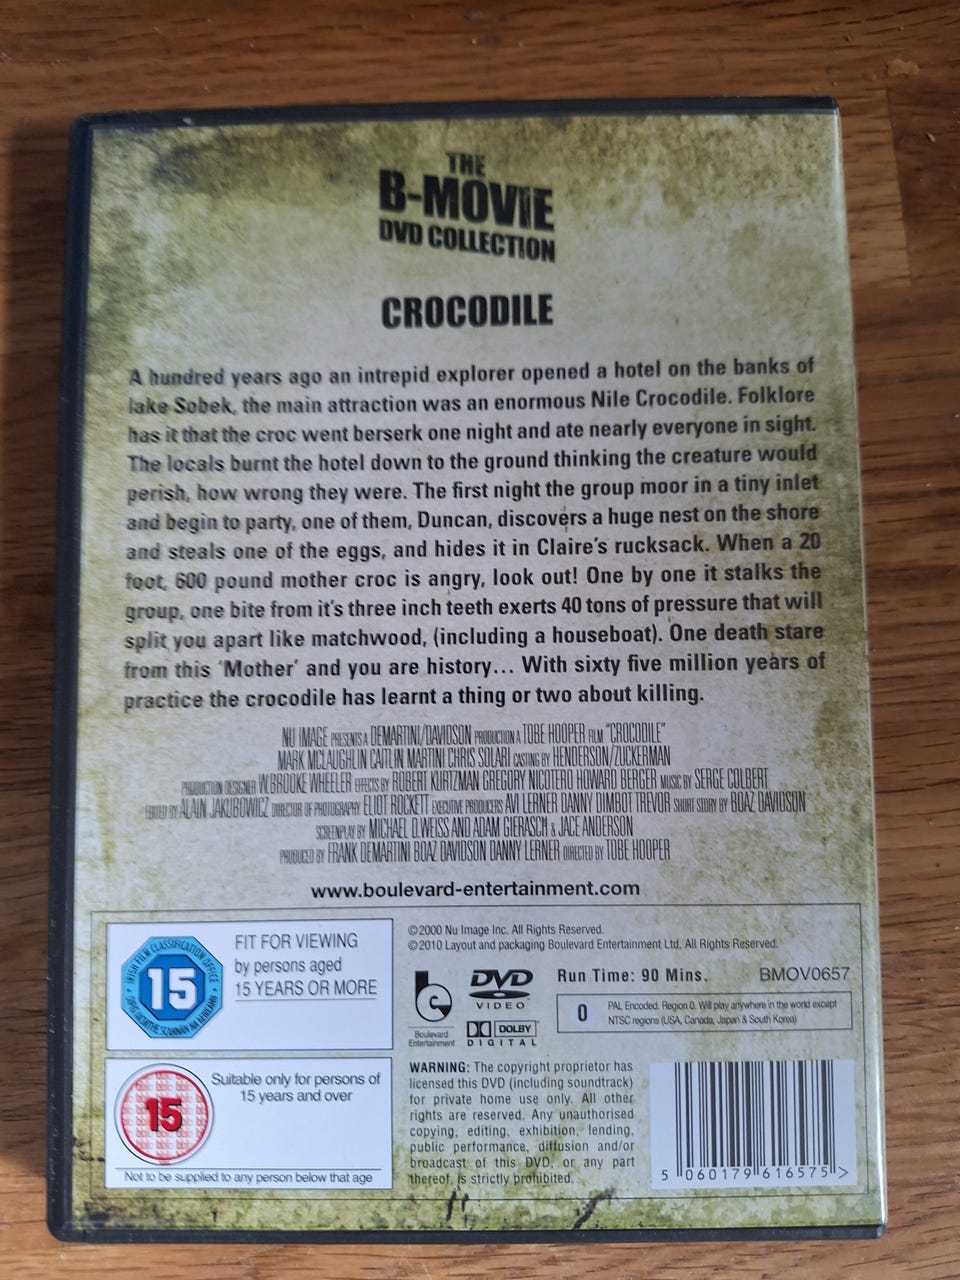 THE
B-MOVIE
DVD COLLECTION
CROCODILE
A hundred years ago an intrepid explorer opened a hotel on the banks of
lake Sobek, the main attraction was an enormous Nile Crocodile. Folklore
has it that the croc went berserk one night and ate nearly everyone in sight.
The locals burnt the hotel down to the ground thinking the creature would
perish, how wrong they were. The first night the group moor in a tiny inlet
and begin to party, one of them, Duncan, discovers a huge nest on the shore
and steals one of the eggs, and hides it in Claire's rucksack. When a 20
foot, 600 pound mother croc is angry, look out! One by one it stalks the
group, one bite from it's three inch teeth exerts 40 tons of pressure that will
split you apart like matchwood, (including a houseboat). One death stare
from this 'Mother' and you are history... With sixty five million years of
practice the crocodile has learnt a thing or two about killing.
NU IMAGE PRESENTS A DEMARTINI/DAVIDSON PRODUCTION A TOBE HOOPER FILM "CROCODILE"
MARK MCLAUGHLIN CAITLIN MARTINI CHRIS SOLARI CASTING BY HENDERSON/ZUCKERMAN
PRODUCTION DESIGNER W.BROOKE WHEELER EFFECTS BY ROBERT KURTZMAN GREGORY NICOTERO HOWARD BERGER MUSIC BY SERGE COLBERT
EDITED BY ALAIN JAKUBOWICZ DIRECTOR OF PHOTOGRAPHY ELIOT ROCKETT EXECUTIVE PRODUCERS AVI LERNER DANNY DIMBOT TREVOR SHORT STORY BY BOAZ DAVIDSON
SCREENPLAY BY MICHAEL D.WEISS AND ADAM GIERASCH & JACE ANDERSON
PRODUCED BY FRANK DEMARTINI BOAZ DAVIDSON DANNY LERNER DIRECTED BY TOBE HOOPER
www.boulevard-entertainment.com
IRISH FILM CLASSIFICATION OFFICE
15
FIT FOR VIEWING
by persons aged
15 YEARS OR MORE
15
Suitable only for persons of
15 years and over
Not to be supplied to any person below that age
©2000 Nu Image Inc. All Rights Reserved.
©2010 Layout and packaging Boulevard Entertainment Ltd. All Rights Reserved.
Boulevard
Entertainment
DVD
VIDEO
DOLBY
DIGITAL
Run Time: 90 Mins.
BMOV0657
0
PAL Encoded. Region 0. Will play anywhere in the world except
NTSC regions (USA, Canada, Japan & South Korea)
WARNING: The copyright proprietor has
licensed this DVD (including soundtrack)
for private home use only. All other
rights are reserved. Any unauthorised
copying, editing, exhibition, lending,
public performance, diffusion and/or
broadcast of this DVD, or any part
thereof, is strictly prohibited.
5 060179 616575 >